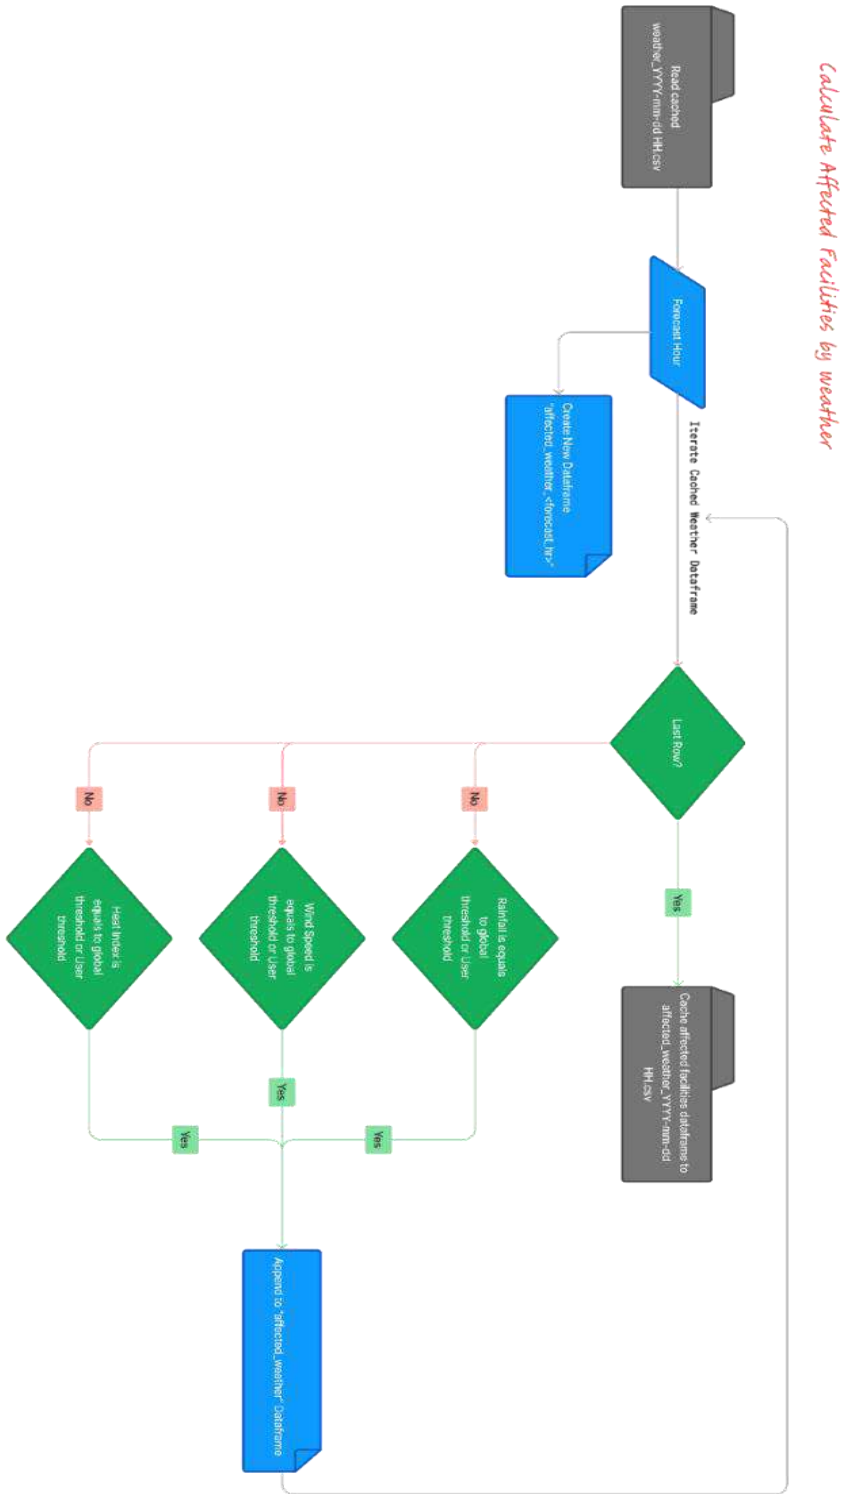 Calculate Affected Facilities by weather
Read cached
weather_YYYY-mm-dd HH.csv
Forecast Hour
Create New Dataframe
"affected_weather_<forecast_hr>"
Iterate Cached Weather Dataframe
Last Row?
Yes
Cache affected facilities dataframe to
affected_weather_YYYY-mm-dd
HH.csv
No
Rainfall is equals
to global
threshold or User
threshold
Yes
No
Wind Speed is
equals to global
threshold or User
threshold
Yes
No
Heat Index is
equals to global
threshold or User
threshold
Yes
Append to "affected_weather" Dataframe